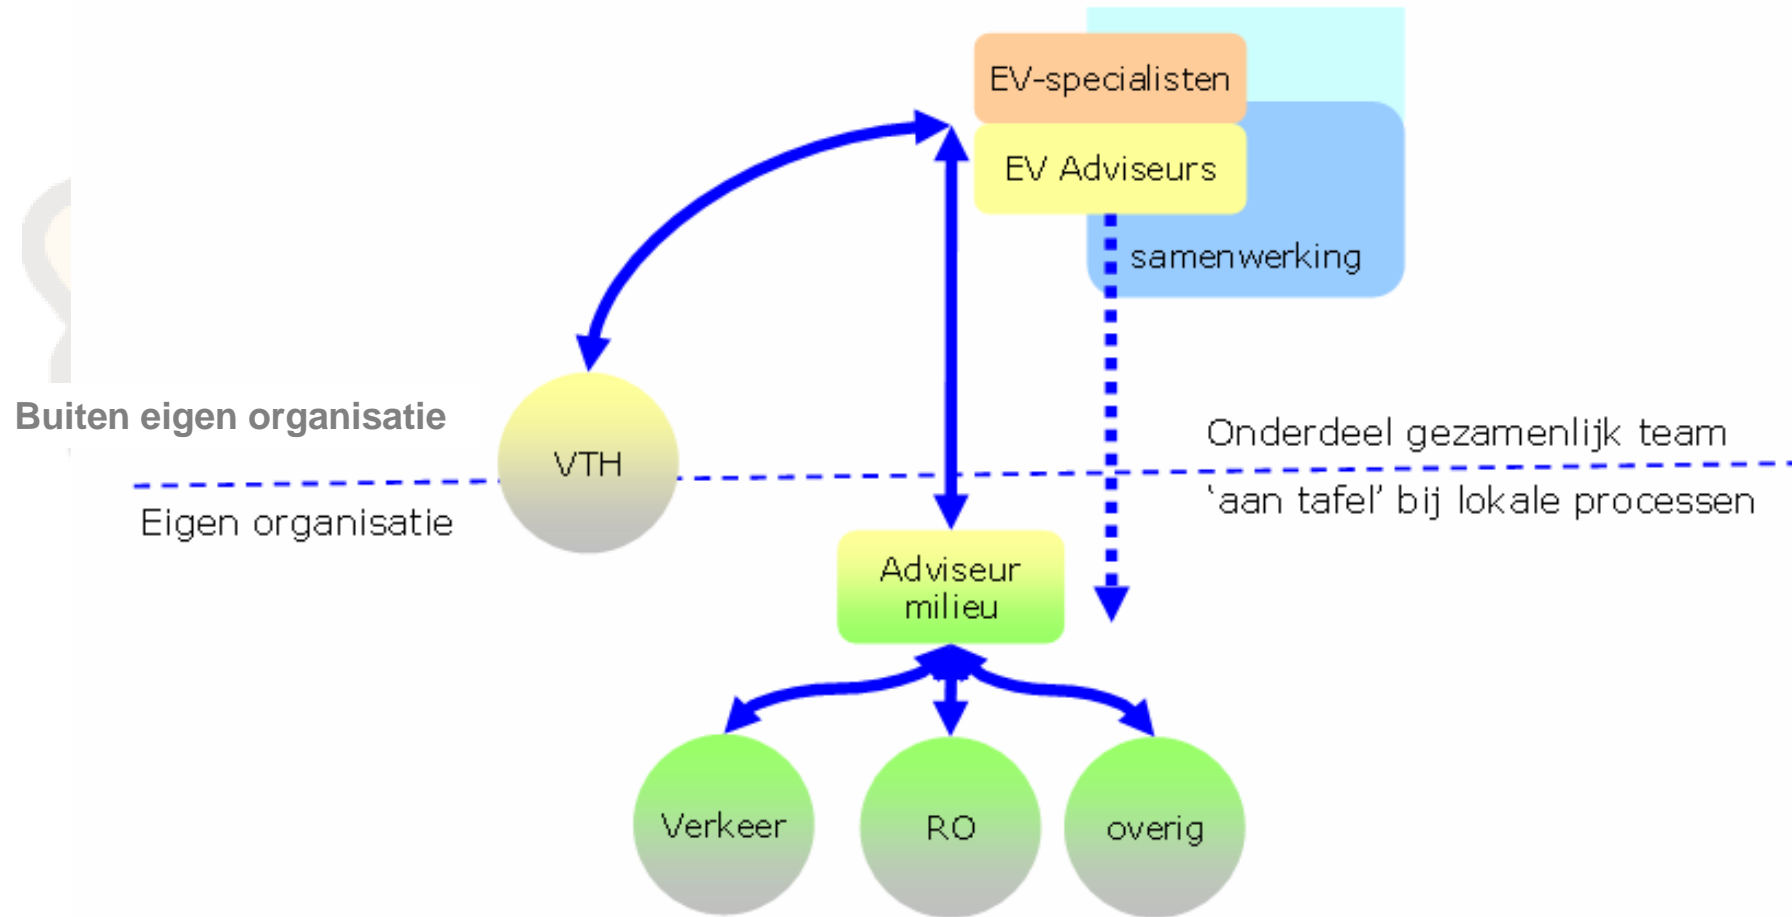 EV-specialisten
EV Adviseurs
samenwerking
Buiten eigen organisatie
VTH
Onderdeel gezamenlijk team
Eigen organisatie
‘aan tafel’ bij lokale processen
Adviseur
milieu
Verkeer
RO
overig